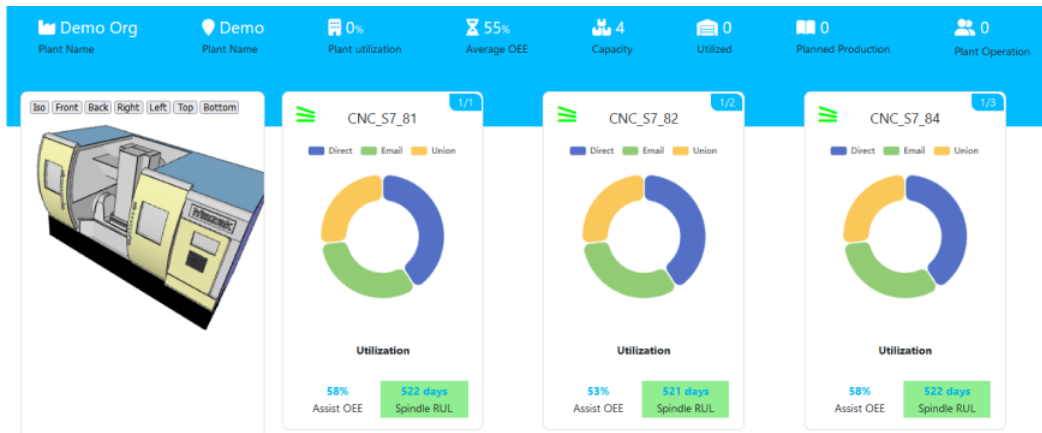 Demo Org
Plant Name
Demo
Plant Name
0%
Plant utilization
55%
Average OEE
4
Capacity
0
Utilized
0
Planned Production
0
Plant Operation
Iso Front Back Right Left Top Bottom
1/1
CNC_S7_81
Direct Email Union
Utilization
58%
Assist OEE
522 days
Spindle RUL
1/2
CNC_S7_82
Direct Email Union
Utilization
53%
Assist OEE
521 days
Spindle RUL
1/3
CNC_S7_84
Direct Email Union
Utilization
58%
Assist OEE
522 days
Spindle RUL